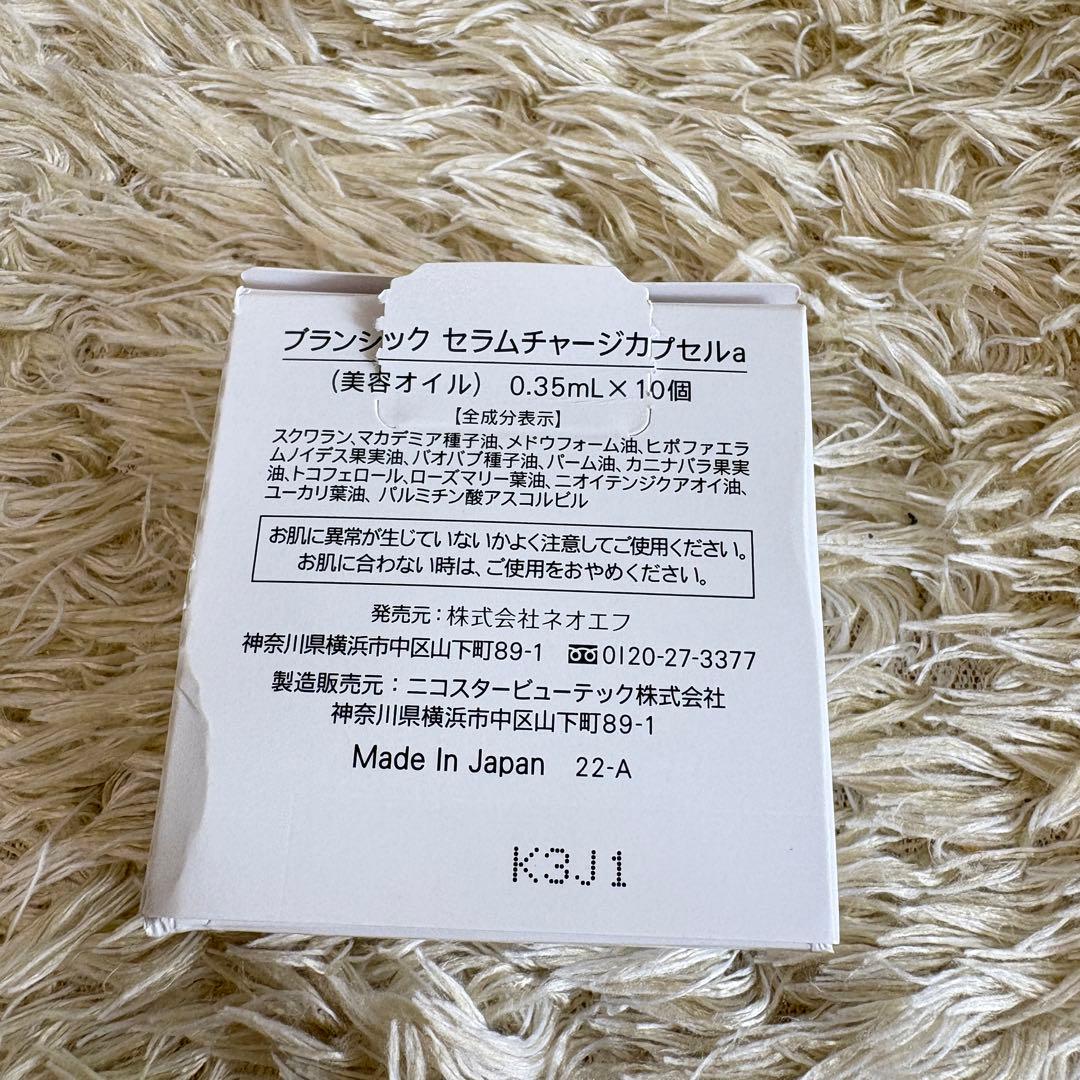 ブランシック セラムチャージカプセルa
(美容オイル) 0.35mL×10個
【全成分表示】
スクワラン、マカデミア種子油、メドウフォーム油、ヒポファエラ
ムノイデス果実油、バオバブ種子油、パーム油、カニナバラ果実
油、トコフェロール、ローズマリー葉油、ニオイテンジクアオイ油、
ユーカリ葉油、パルミチン酸アスコルビル
お肌に異常が生じていないかよく注意してご使用ください。
お肌に合わない時は、ご使用をおやめください。
発売元:株式会社ネオエフ
神奈川県横浜市中区山下町89-1 0120-27-3377
製造販売元:ニコスタービューテック株式会社
神奈川県横浜市中区山下町89-1
Made In Japan 22-A
K3J1